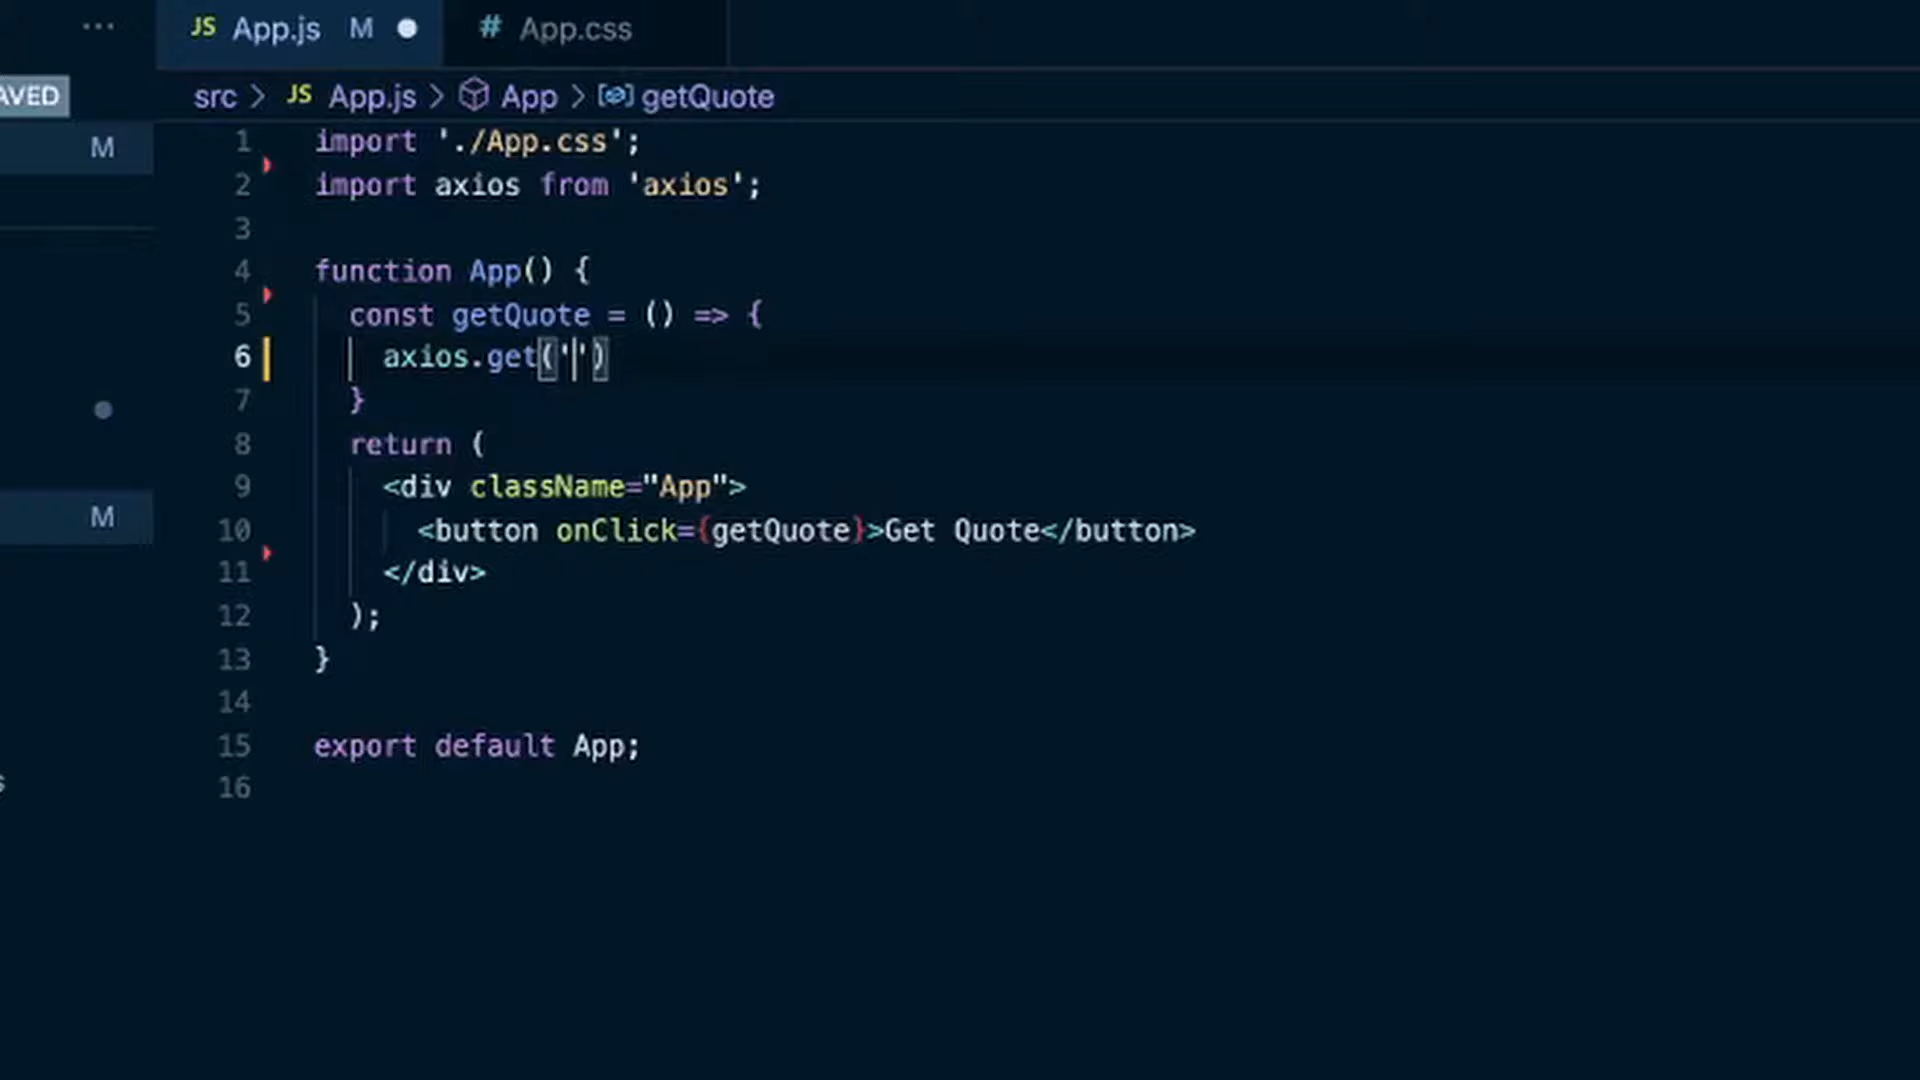 ... JS App.js M # App.css
AVED src > JS App.js > App > getQuote
M
1 import './App.css';
2 import axios from 'axios';
3
4 function App() {
5 const getQuote = () => {
6 axios.get('')
7 }
8 return (
9 <div className="App">
M
10 <button onClick={getQuote}>Get Quote</button>
11 </div>
12 );
13 }
14
15 export default App;
s
16